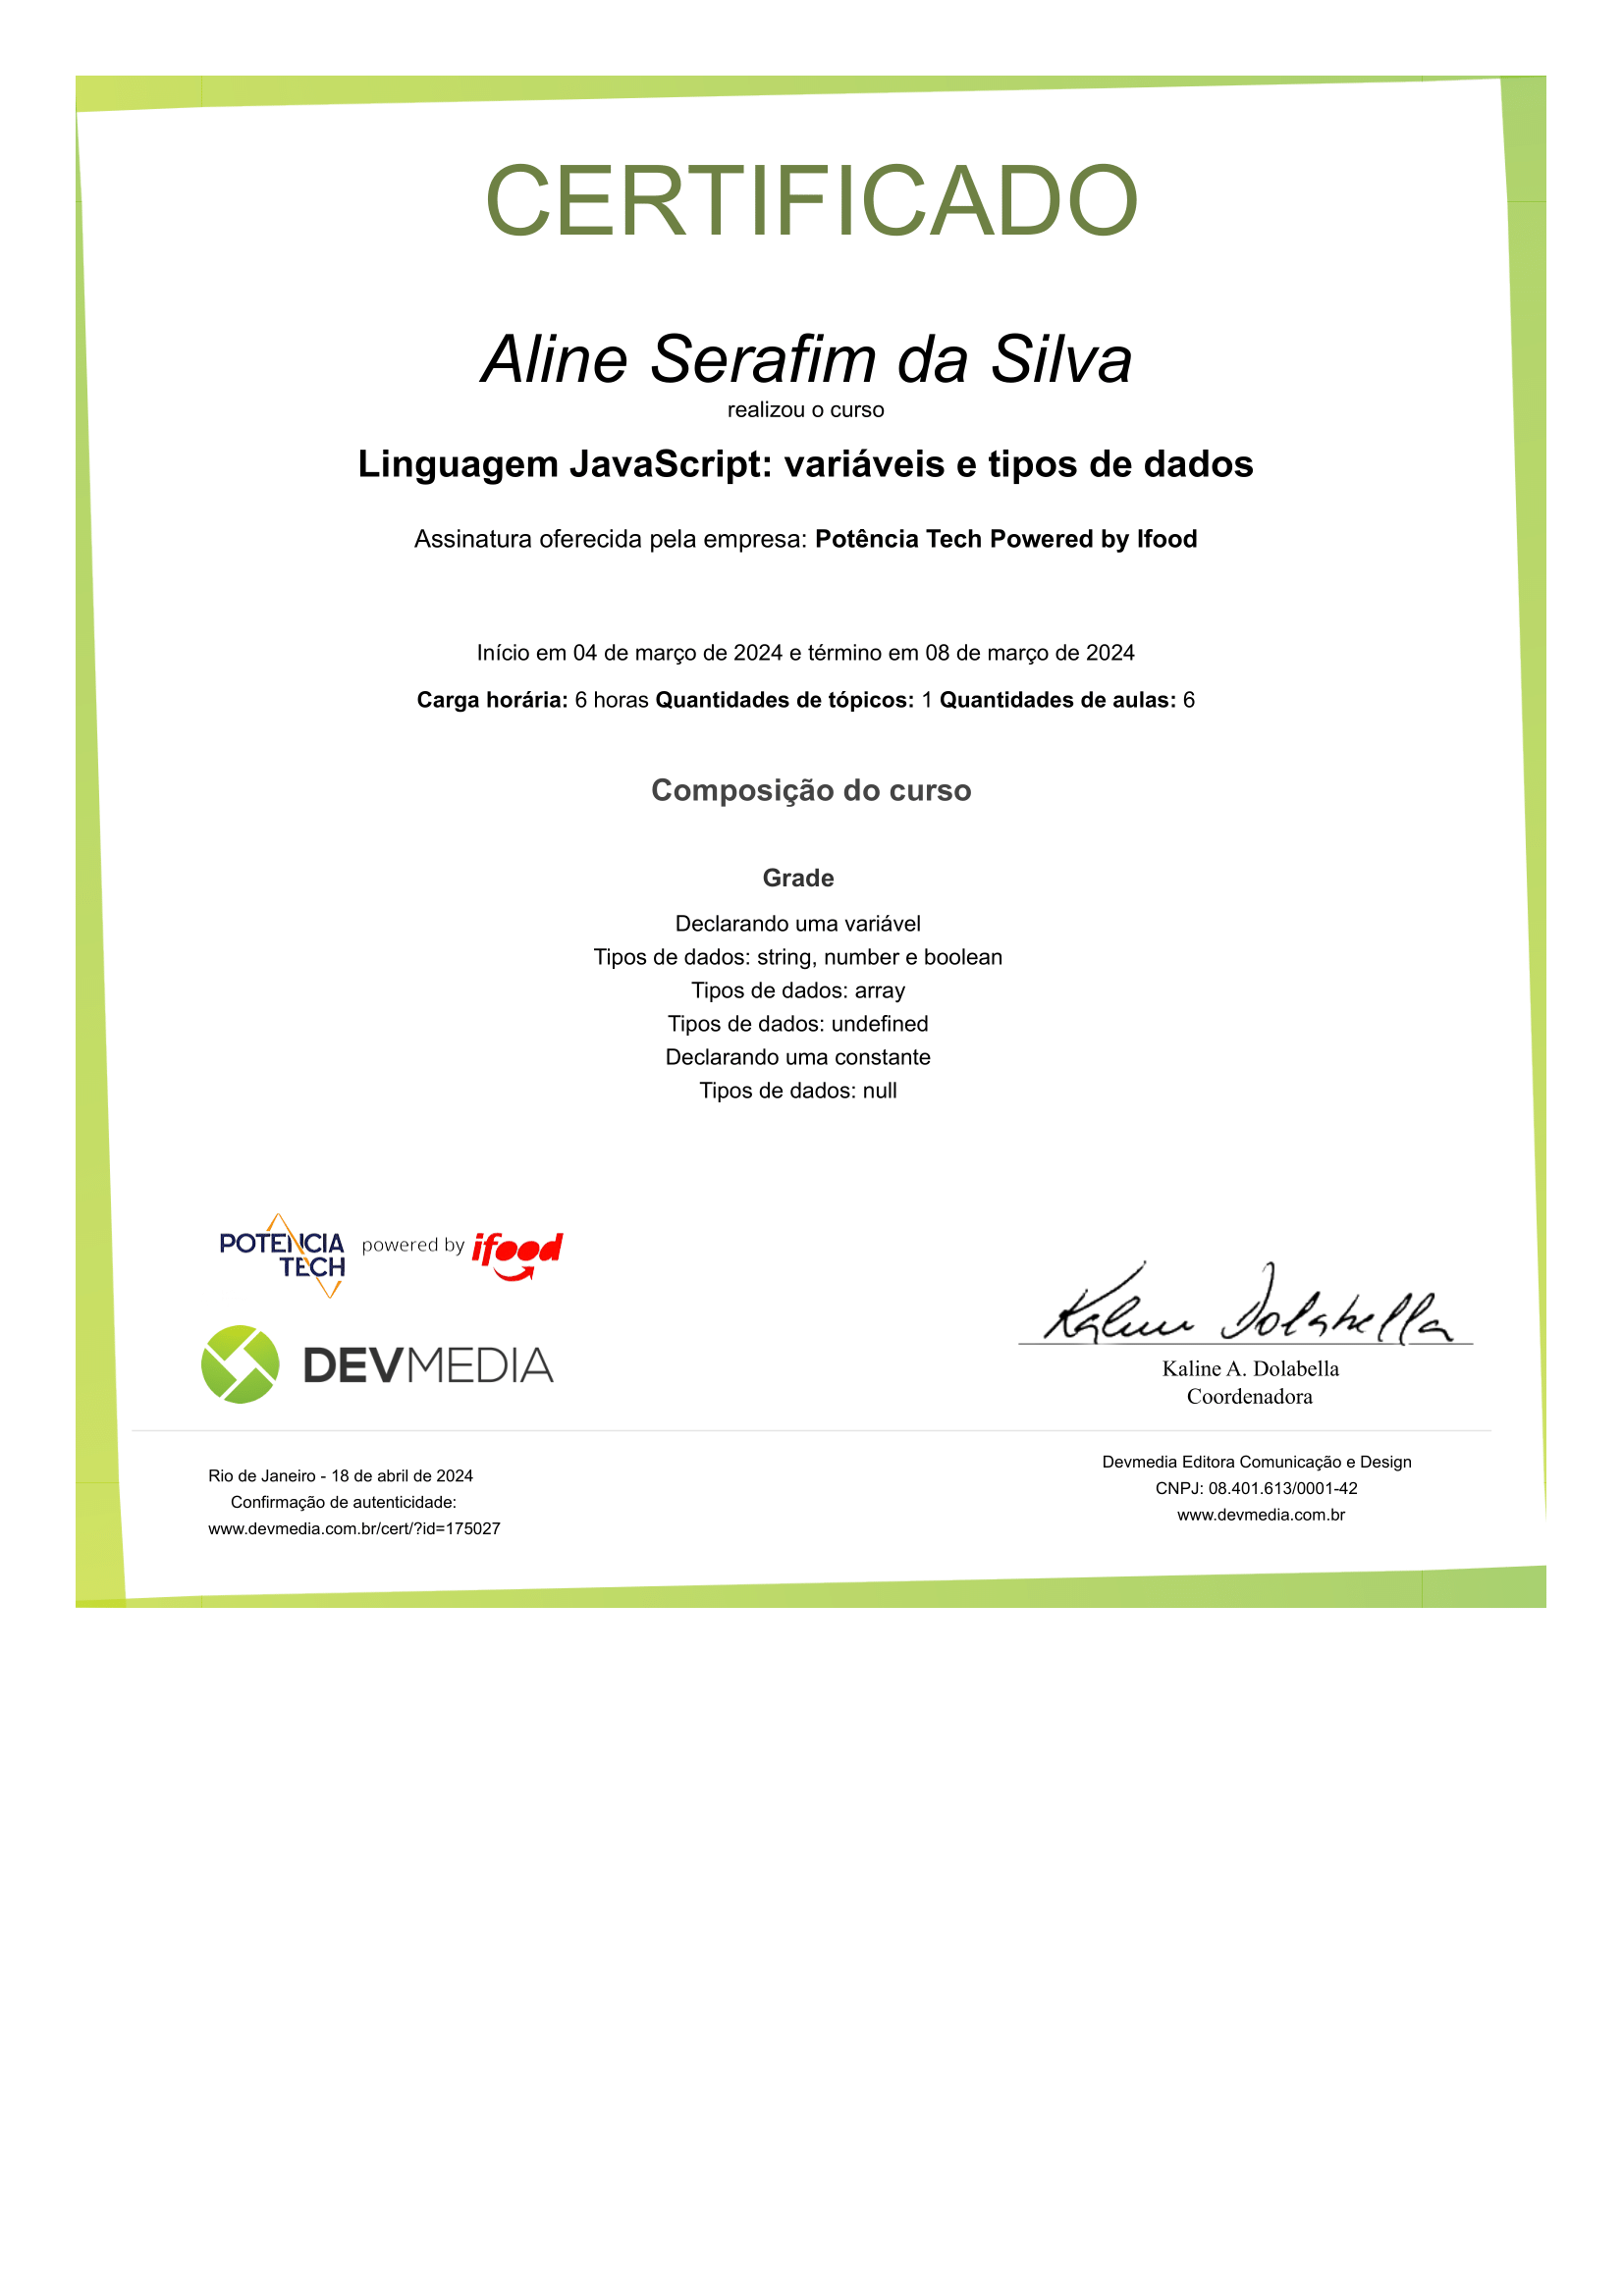 CERTIFICADO
Aline Serafim da Silva
realizou o curso
Linguagem JavaScript: variáveis e tipos de dados
Assinatura oferecida pela empresa: Potência Tech Powered by Ifood
Início em 04 de março de 2024 e término em 08 de março de 2024
Carga horária: 6 horas Quantidades de tópicos: 1 Quantidades de aulas: 6
Composição do curso
Grade
Declarando uma variável
Tipos de dados: string, number e boolean
Tipos de dados: array
Tipos de dados: undefined
Declarando uma constante
Tipos de dados: null
POTENCIA TECH powered by ifood
DEVMEDIA
Kaline Dolabella
Kaline A. Dolabella
Coordenadora
Rio de Janeiro - 18 de abril de 2024
Confirmação de autenticidade:
www.devmedia.com.br/cert/?id=175027
Devmedia Editora Comunicação e Design
CNPJ: 08.401.613/0001-42
www.devmedia.com.br